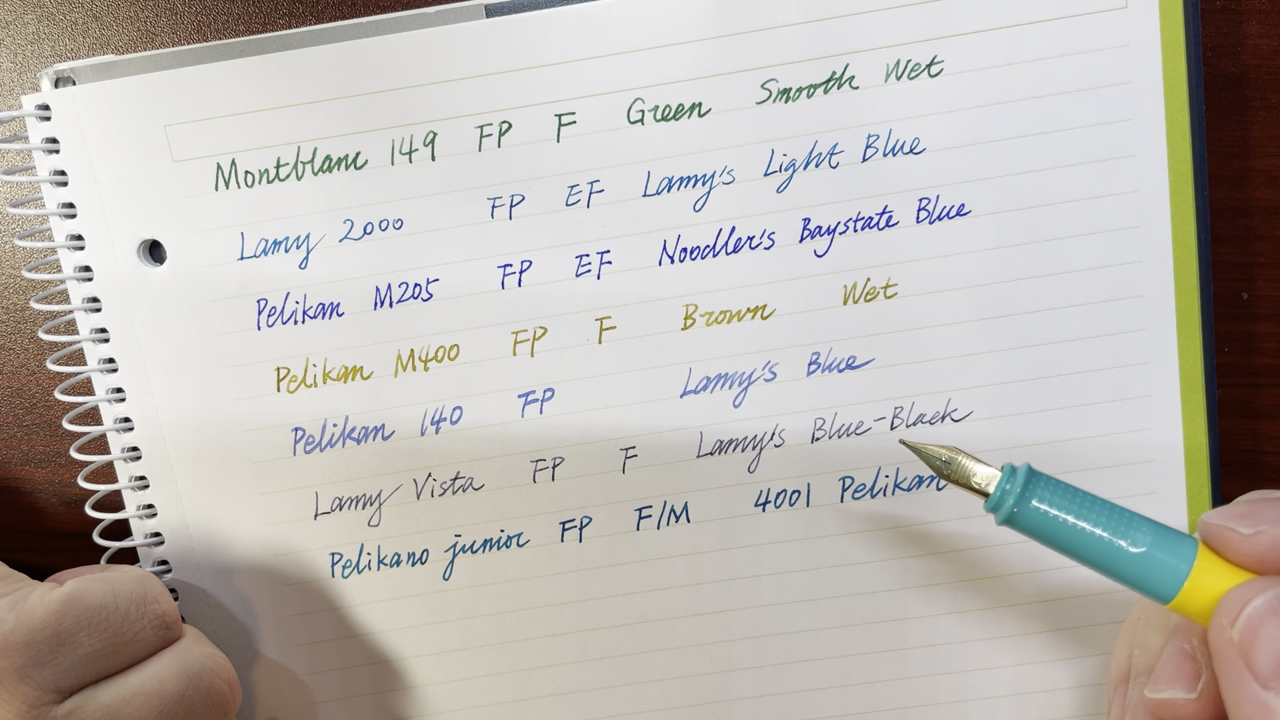 Montblanc 149 FP F Green Smooth Wet
Lamy 2000 FP EF Lamy's Light Blue
Pelikan M205 FP EF Noodler's Baystate Blue
Pelikan M400 FP F Brown Wet
Pelikan 140 FP Lamy's Blue
Lamy Vista FP F Lamy's Blue-Black
Pelikano junior FP F/M 4001 Pelikan